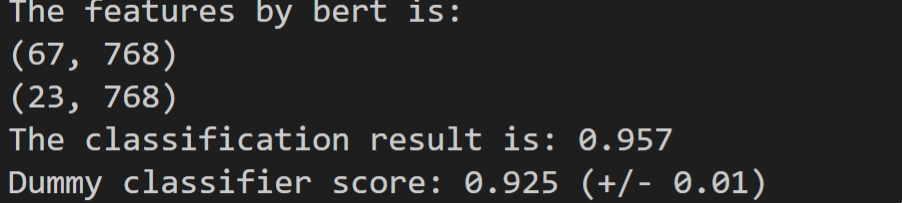 The features by bert is:
(67, 768)
(23, 768)
The classification result is: 0.957
Dummy classifier score: 0.925 (+/- 0.01)